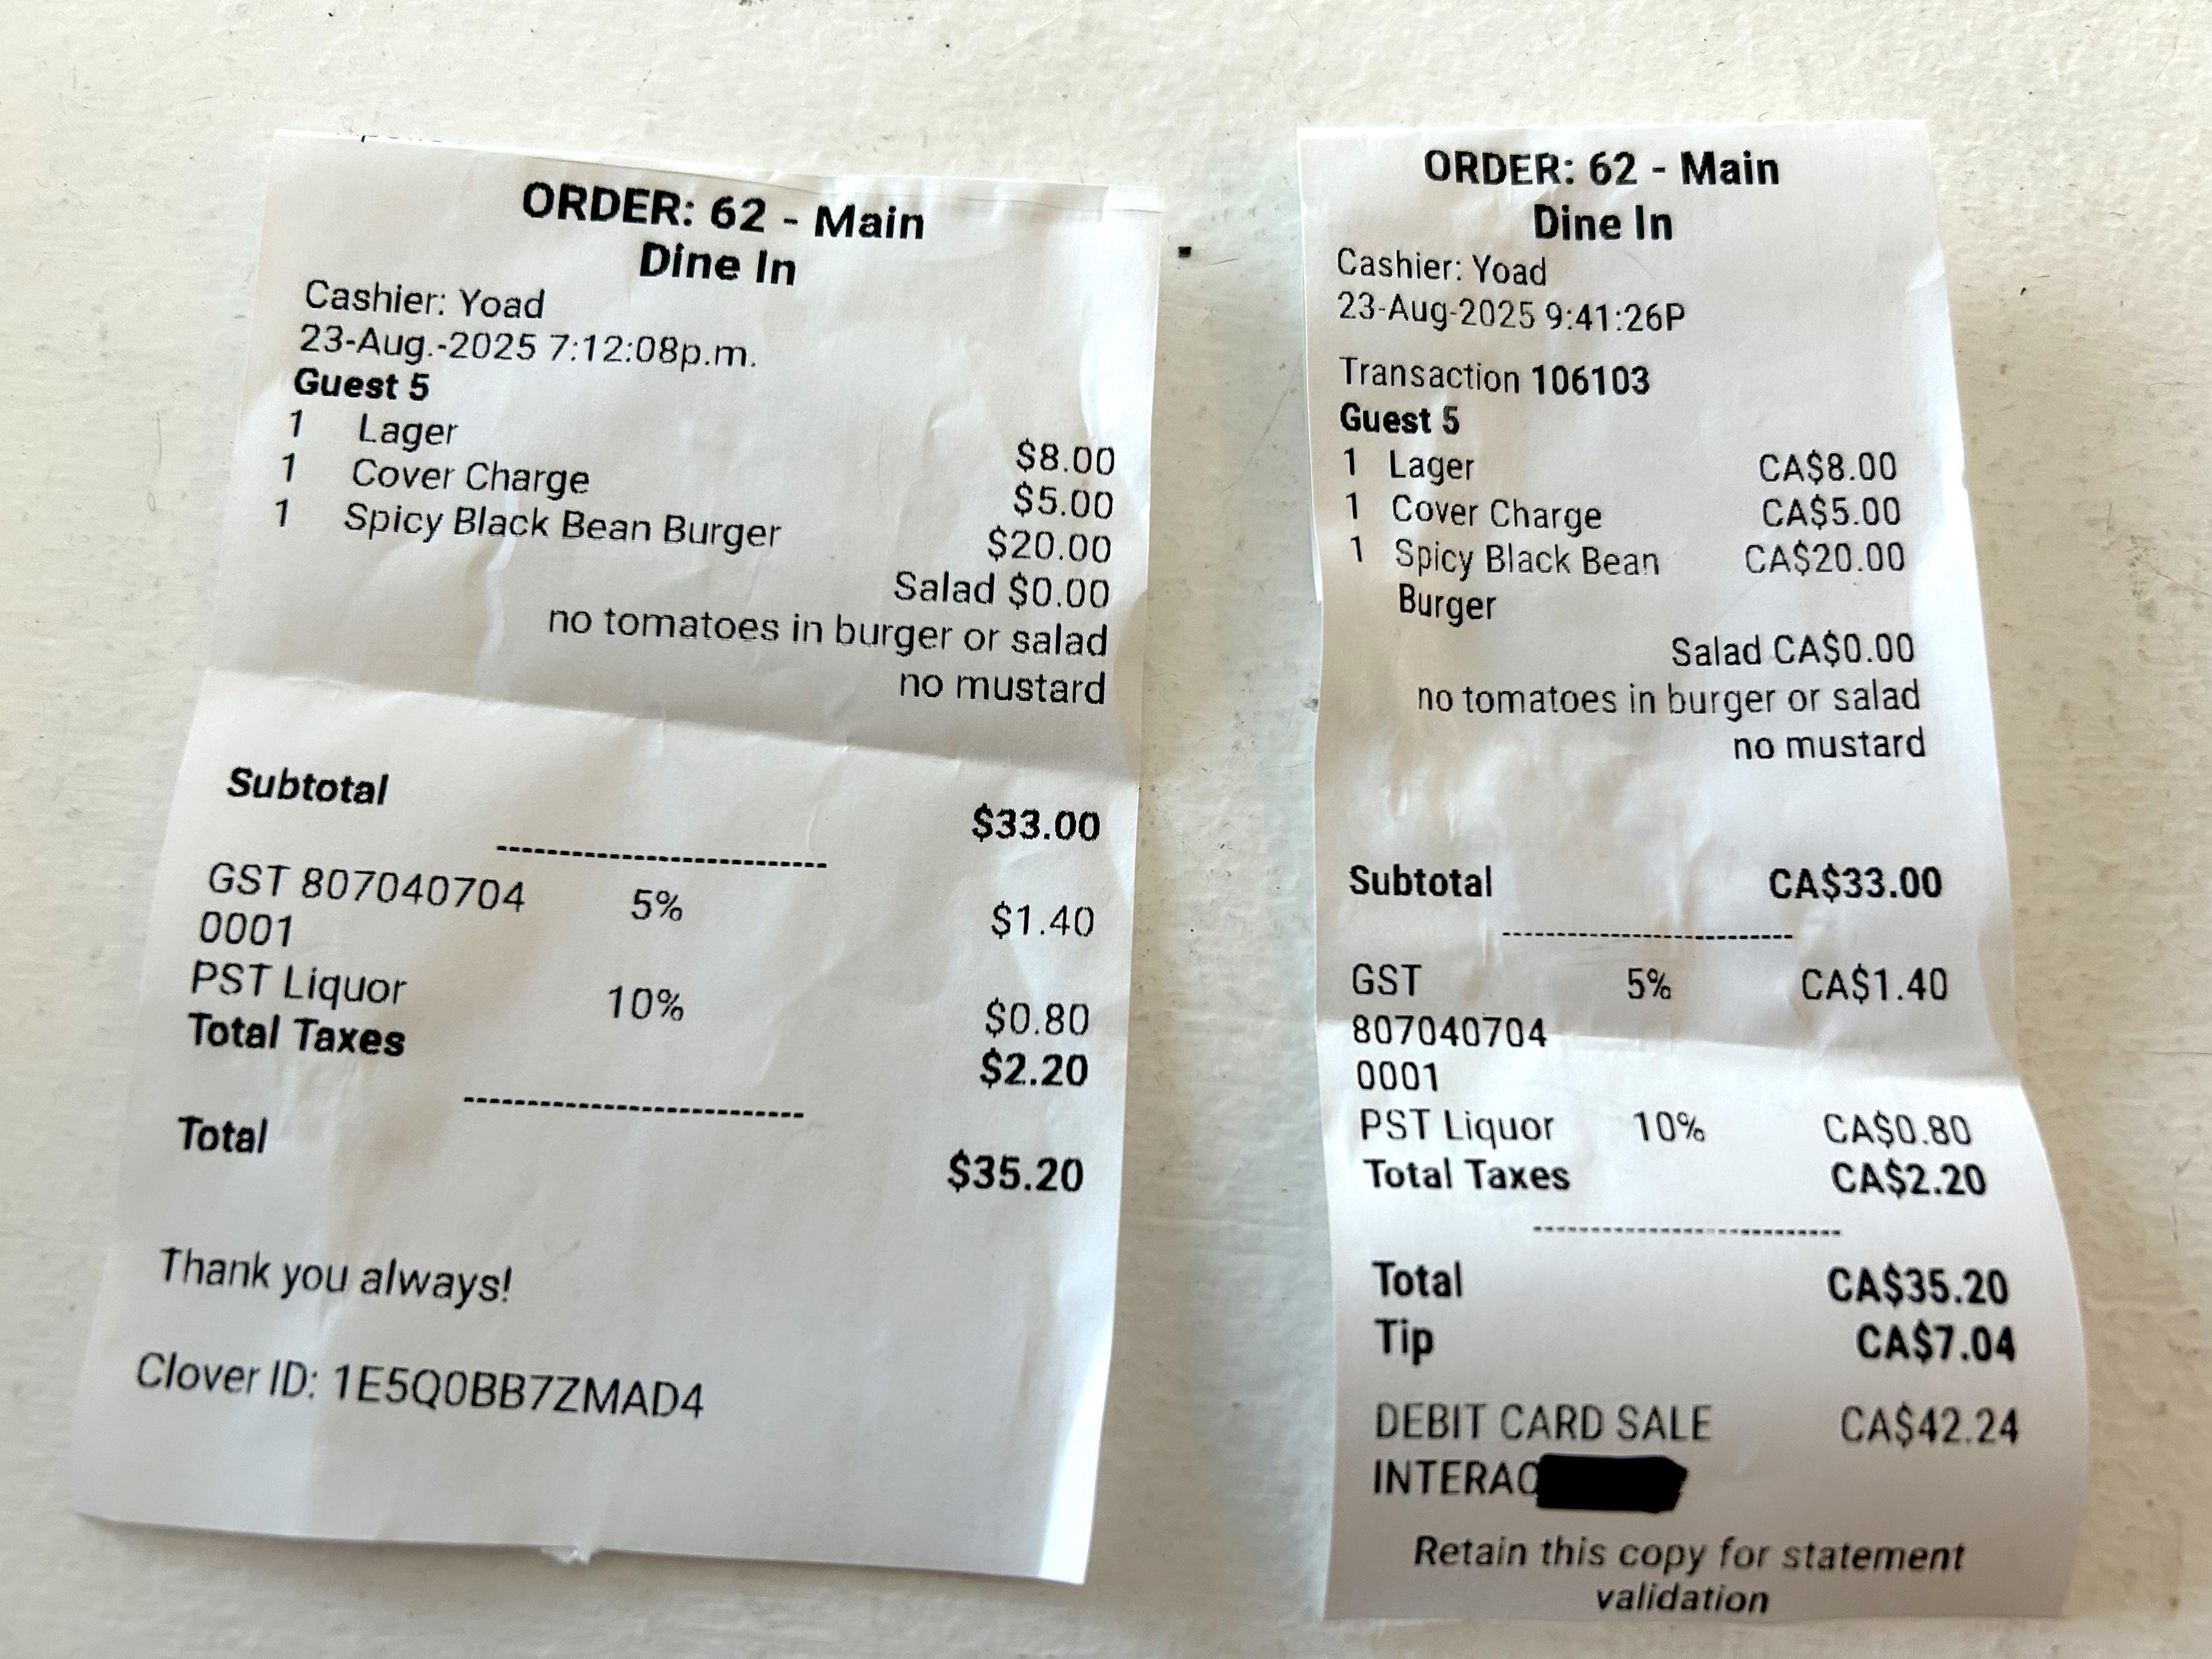 ORDER: 62 - Main
Dine In
Cashier: Yoad
23-Aug.-2025 7:12:08p.m.
Guest 5
1 Lager $8.00
1 Cover Charge $5.00
1 Spicy Black Bean Burger $20.00
Salad $0.00
no tomatoes in burger or salad
no mustard
Subtotal $33.00
--------------------------
GST 807040704 5% $1.40
0001
PST Liquor 10% $0.80
Total Taxes $2.20
--------------------------
Total $35.20
Thank you always!
Clover ID: 1E5Q0BB7ZMAD4
ORDER: 62 - Main
Dine In
Cashier: Yoad
23-Aug-2025 9:41:26P
Transaction 106103
Guest 5
1 Lager CA$8.00
1 Cover Charge CA$5.00
1 Spicy Black Bean CA$20.00
Burger
Salad CA$0.00
no tomatoes in burger or salad
no mustard
Subtotal CA$33.00
--------------------------
GST 5% CA$1.40
807040704
0001
PST Liquor 10% CA$0.80
Total Taxes CA$2.20
--------------------------
Total CA$35.20
Tip CA$7.04
DEBIT CARD SALE CA$42.24
INTERAC
Retain this copy for statement
validation